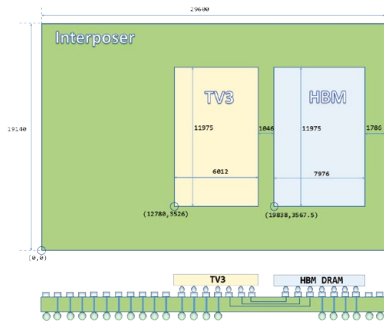 29600
Interposer
TV3
HBM
19140
11975
1046
11975
1786
6012
7976
(12780,3526)
(19838,3567.5)
(0,0)
TV3
HBM DRAM